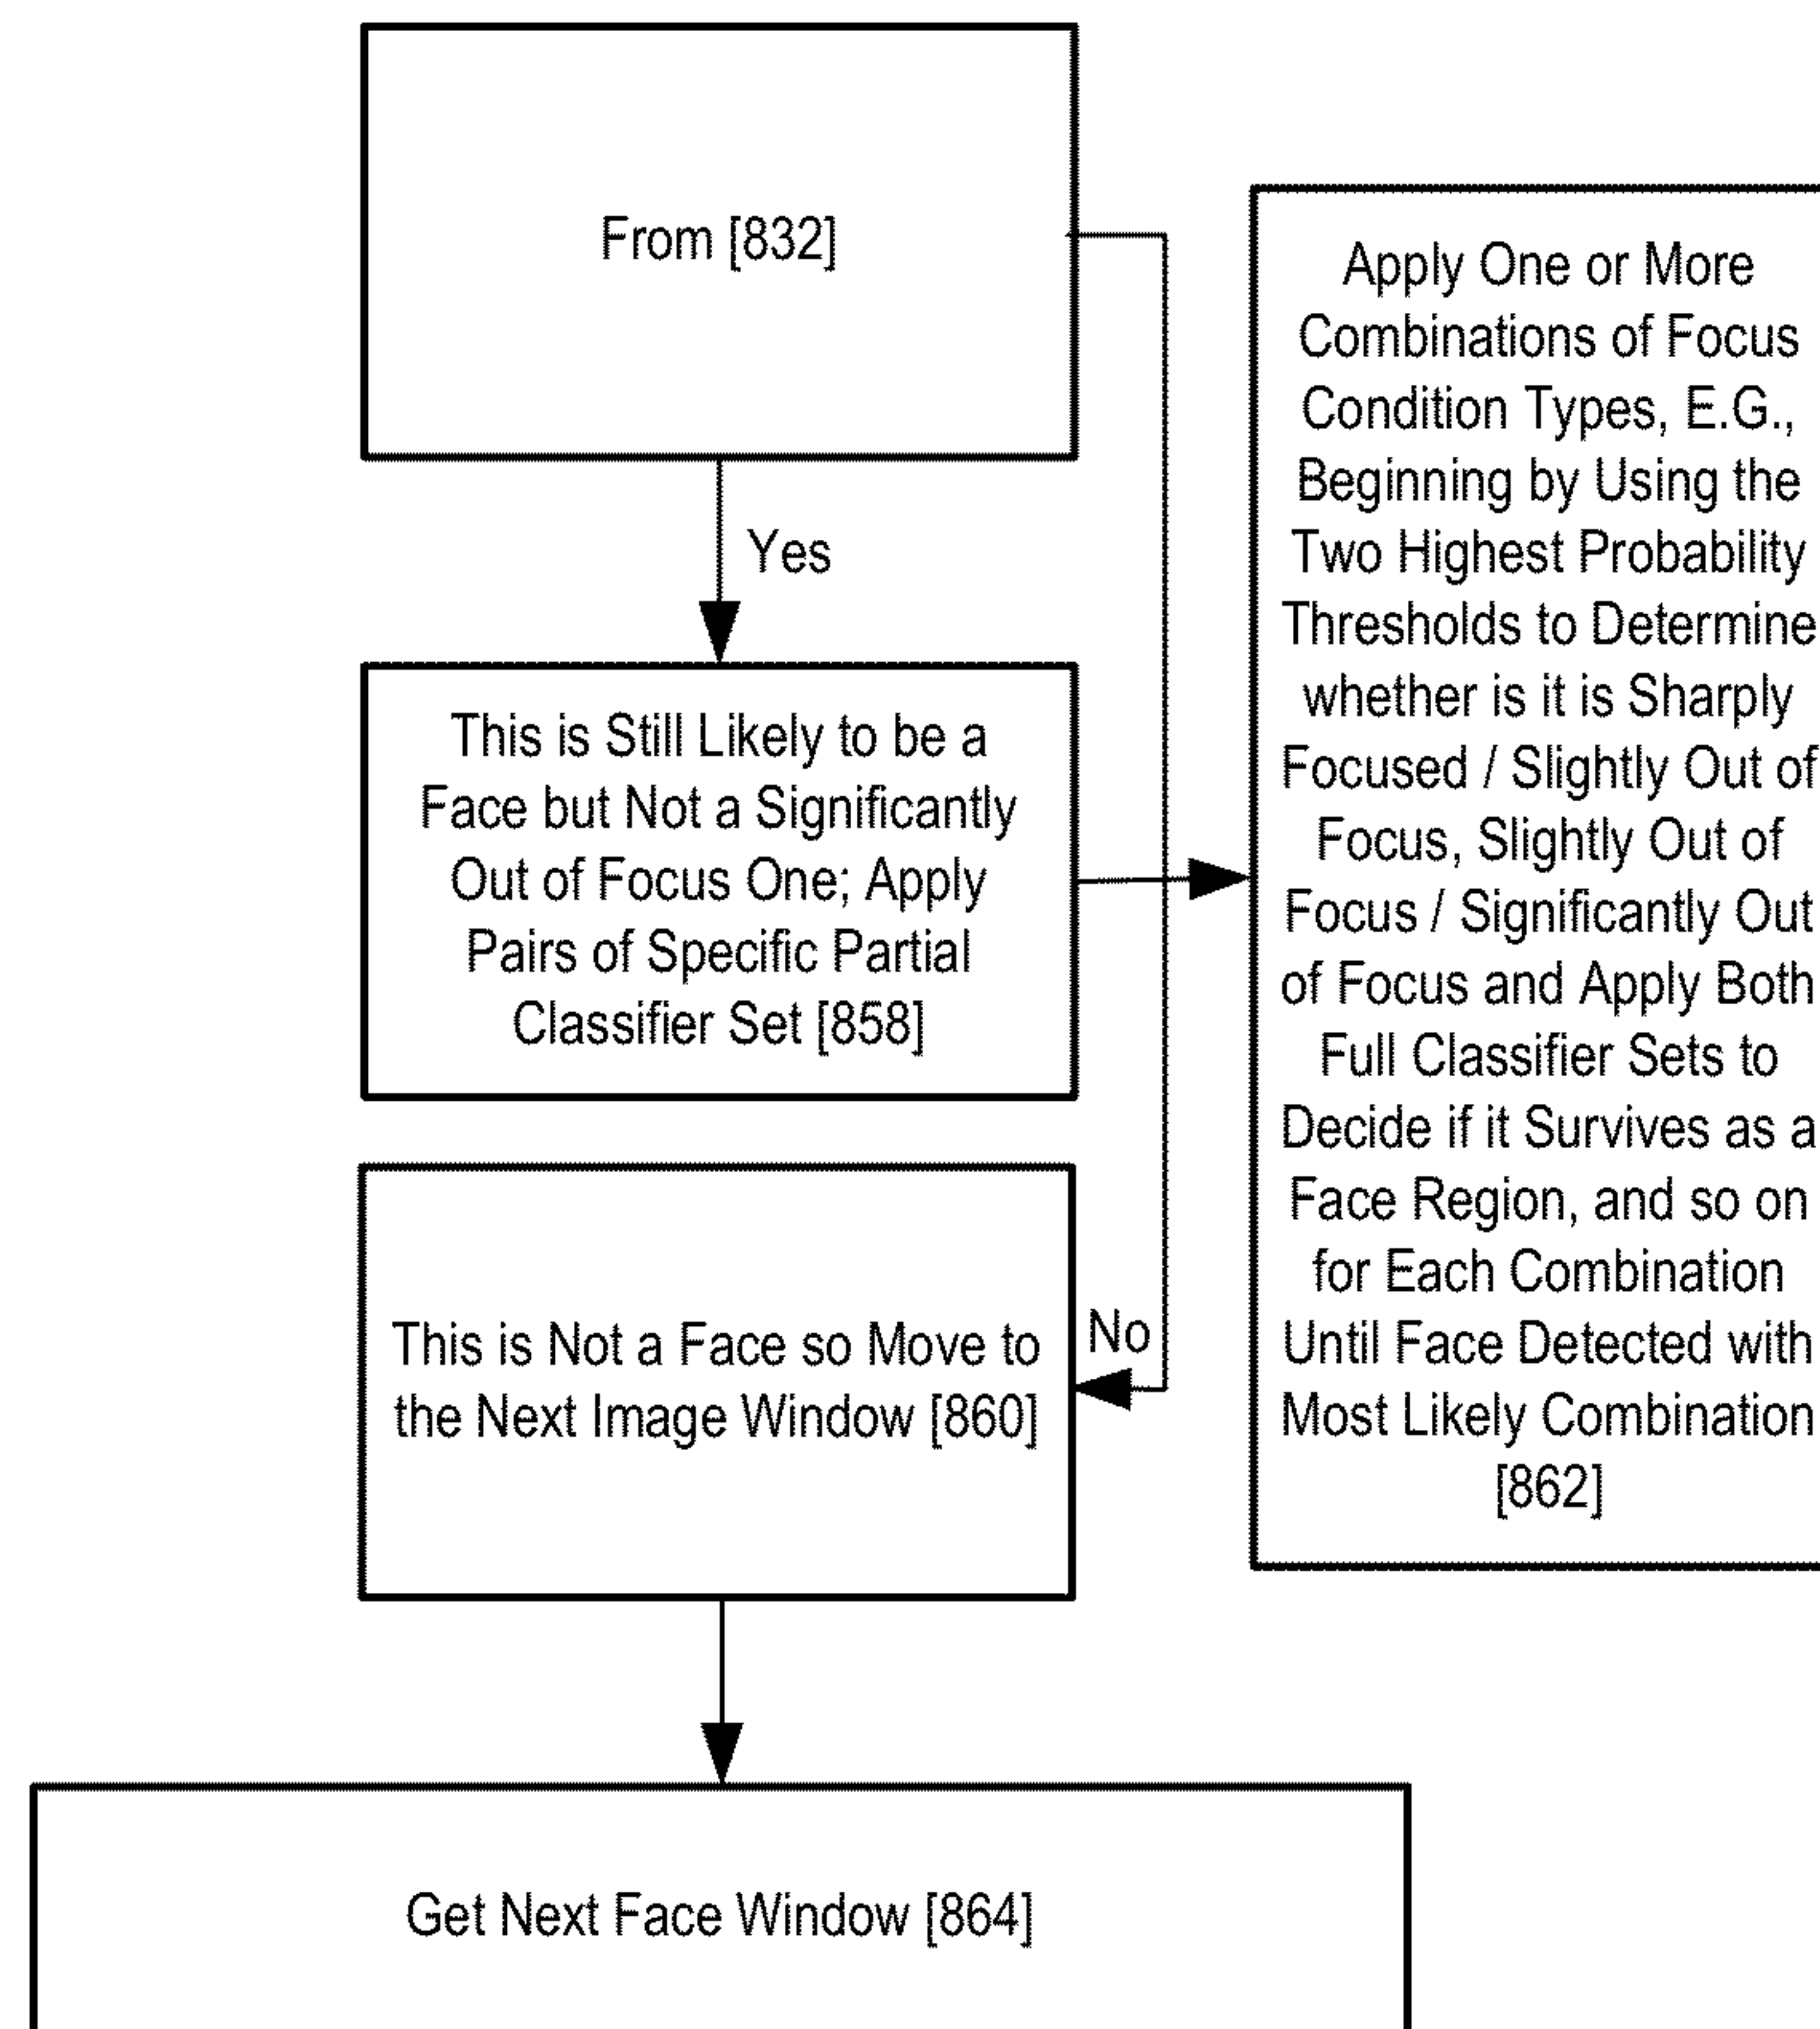 From [832]
Yes
This is Still Likely to be a
Face but Not a Significantly
Out of Focus One; Apply
Pairs of Specific Partial
Classifier Set [858]
Apply One or More
Combinations of Focus
Condition Types, E.G.,
Beginning by Using the
Two Highest Probability
Thresholds to Determine
whether is it is Sharply
Focused / Slightly Out of
Focus, Slightly Out of
Focus / Significantly Out
of Focus and Apply Both
Full Classifier Sets to
Decide if it Survives as a
Face Region, and so on
for Each Combination
Until Face Detected with
Most Likely Combination
[862]
No
This is Not a Face so Move to
the Next Image Window [860]
Get Next Face Window [864]